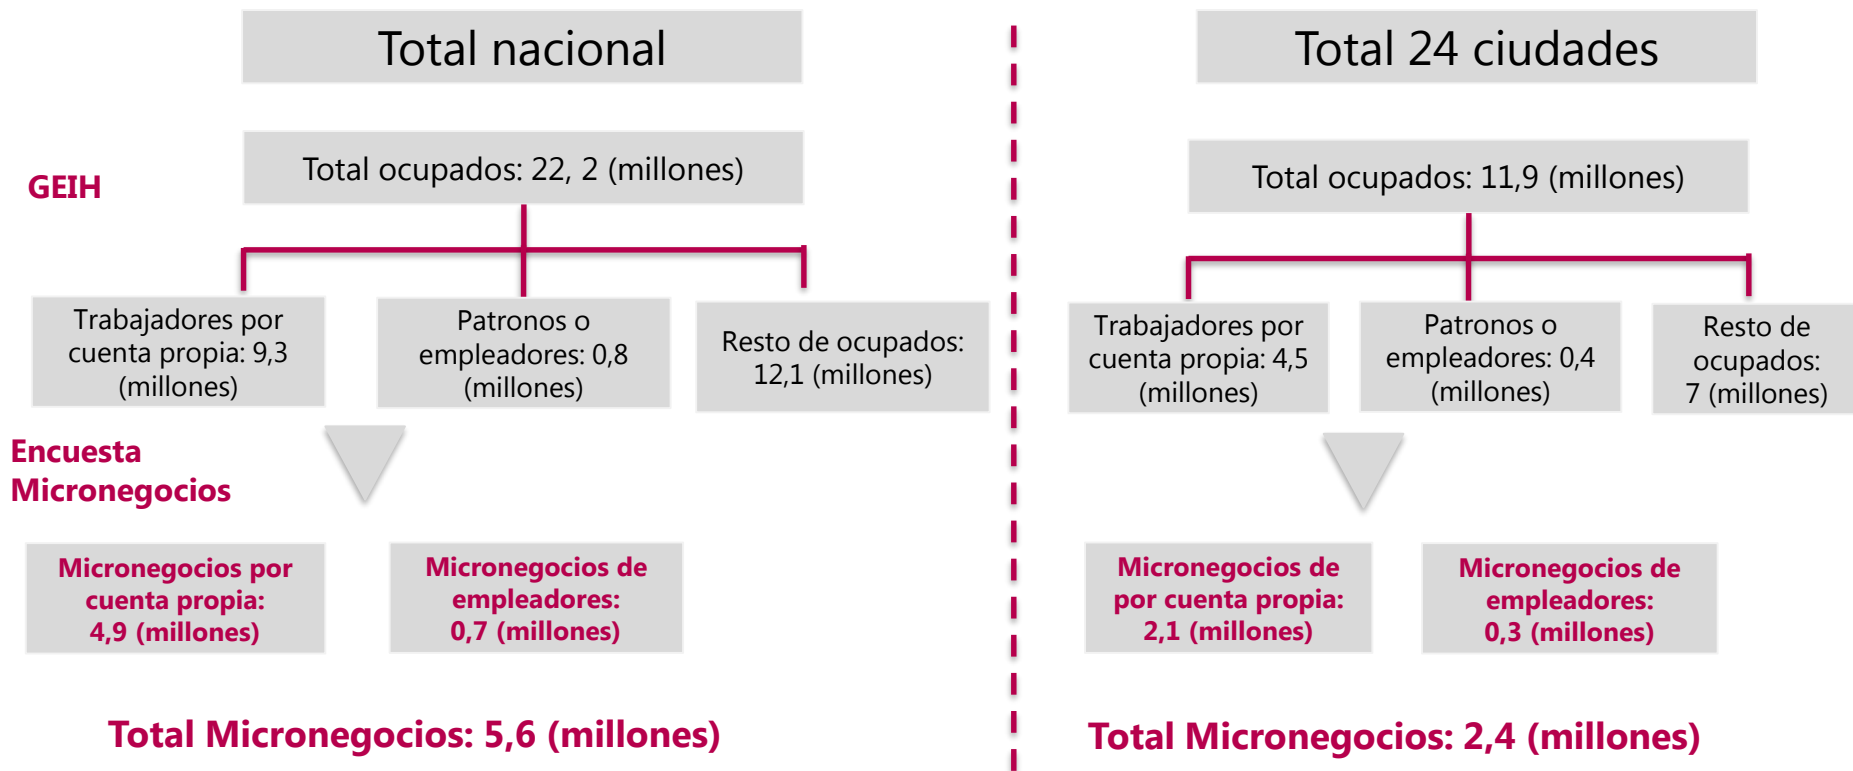 Total nacional
Total ocupados: 22, 2 (millones)
GEIH
Trabajadores por
cuenta propia: 9,3
(millones)
Patronos o
empleadores: 0,8
(millones)
Resto de ocupados:
12,1 (millones)
Encuesta
Micronegocios
Micronegocios por
cuenta propia:
4,9 (millones)
Micronegocios de
empleadores:
0,7 (millones)
Total Micronegocios: 5,6 (millones)
Total 24 ciudades
Total ocupados: 11,9 (millones)
Trabajadores por
cuenta propia: 4,5
(millones)
Patronos o
empleadores: 0,4
(millones)
Resto de
ocupados:
7 (millones)
Micronegocios de
por cuenta propia:
2,1 (millones)
Micronegocios de
empleadores:
0,3 (millones)
Total Micronegocios: 2,4 (millones)